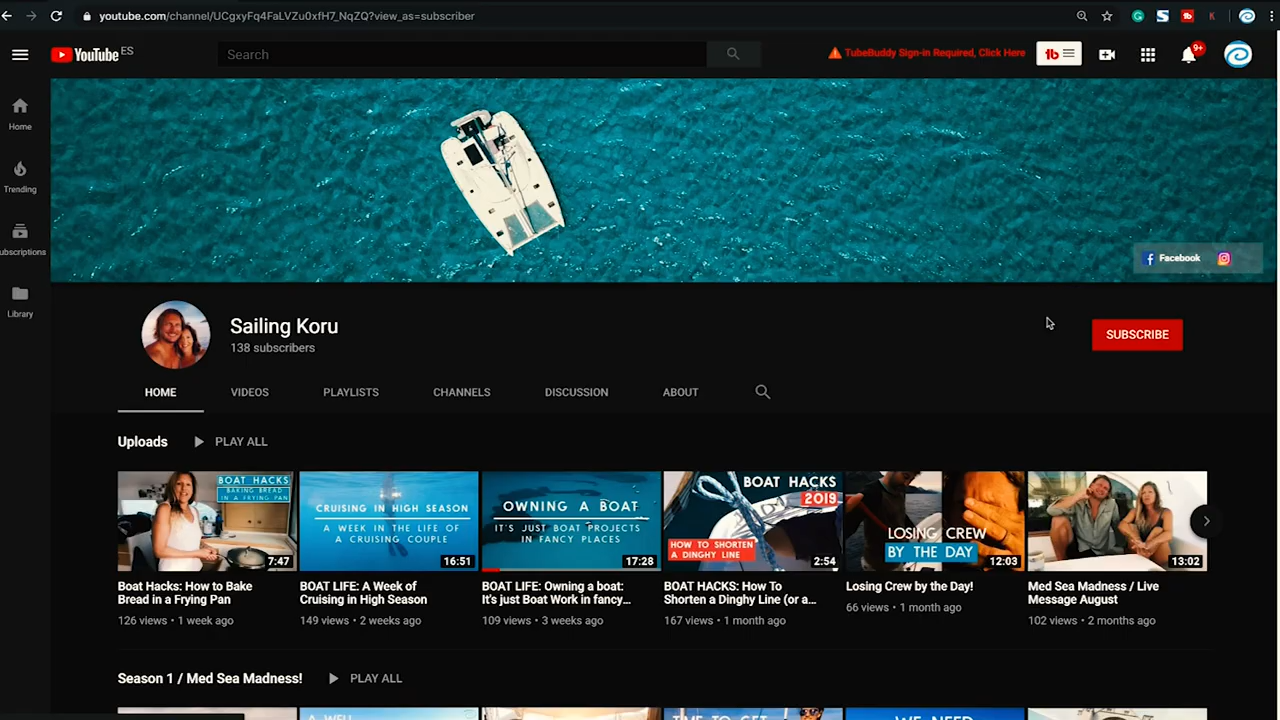 youtube.com/channel/UCgxyFq4FaLVZu0xfH7_NqZQ?view_as=subscriber
YouTube ES
Search
TubeBuddy Sign-in Required, Click Here
tb
9+
Home
Trending
ubscriptions
Library
Facebook
Sailing Koru
138 subscribers
SUBSCRIBE
HOME VIDEOS PLAYLISTS CHANNELS DISCUSSION ABOUT
Uploads PLAY ALL
BOAT HACKS
BAKING BREAD
IN A FRYING PAN
7:47
CRUISING IN HIGH SEASON
A WEEK IN THE LIFE OF
A CRUISING COUPLE
16:51
OWNING A BOAT
IT'S JUST BOAT PROJECTS
IN FANCY PLACES
17:28
BOAT HACKS
2019
HOW TO SHORTEN
A DINGHY LINE
2:54
LOSING CREW
BY THE DAY
12:03
13:02
Boat Hacks: How to Bake
Bread in a Frying Pan
126 views • 1 week ago
BOAT LIFE: A Week of
Cruising in High Season
149 views • 2 weeks ago
BOAT LIFE: Owning a boat:
It's just Boat Work in fancy...
109 views • 3 weeks ago
BOAT HACKS: How To
Shorten a Dinghy Line (or a...
167 views • 1 month ago
Losing Crew by the Day!
66 views • 1 month ago
Med Sea Madness / Live
Message August
102 views • 2 months ago
Season 1 / Med Sea Madness! PLAY ALL
A WELL
TIME TO GET
WE NEED